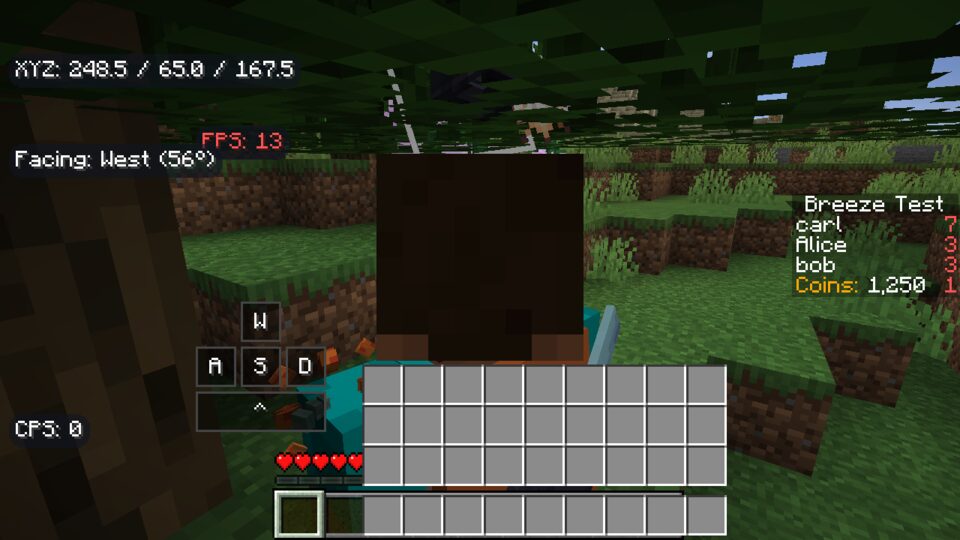 XYZ: 248.5 / 65.0 / 167.5
FPS: 13
Facing: West (56°)
Breeze Test
carl 7
Alice 3
bob 3
Coins: 1,250 1
W
A S D
^
CPS: 0